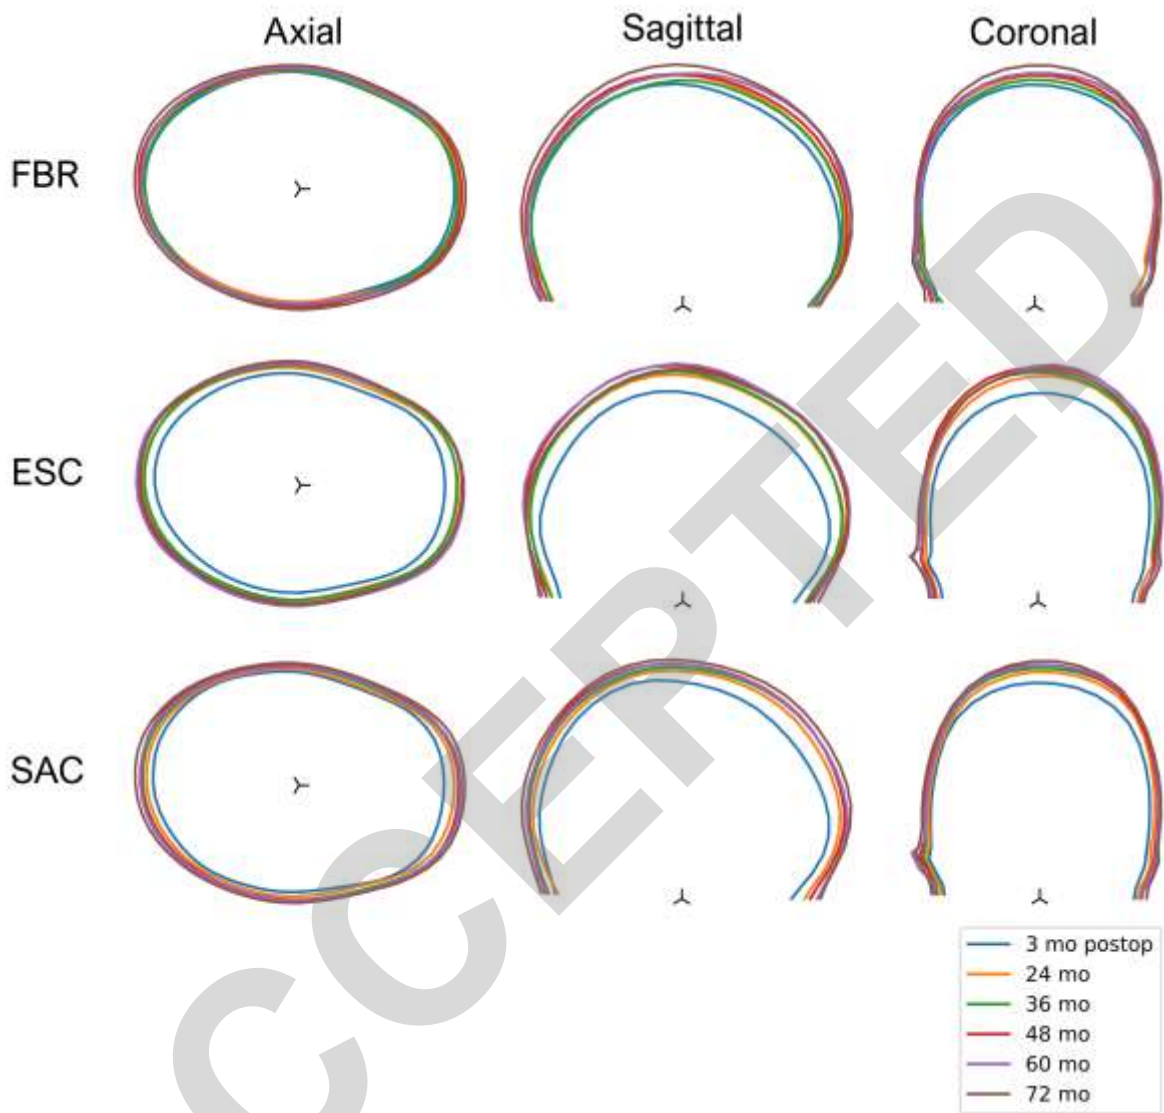 Axial Sagittal Coronal
FBR
ESC
SAC
3 mo postop
24 mo
36 mo
48 mo
60 mo
72 mo
CCEPTED